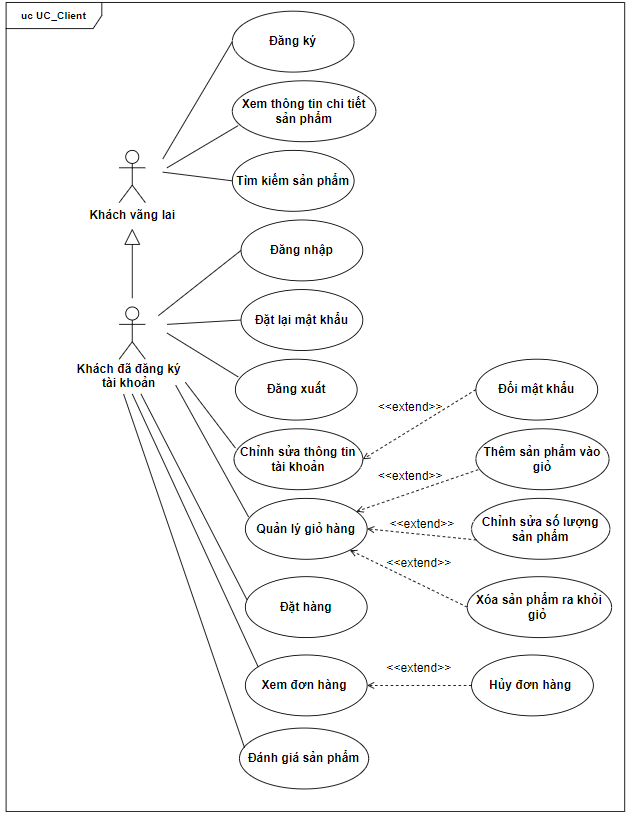 uc UC_Client
Đăng ký
Xem thông tin chi tiết
sản phẩm
Tìm kiếm sản phẩm
Khách vãng lai
Đăng nhập
Đặt lại mật khẩu
Khách đã đăng ký
tài khoản
Đăng xuất
Đổi mật khẩu
<<extend>>
Chỉnh sửa thông tin
tài khoản
Thêm sản phẩm vào
giỏ
<<extend>>
Quản lý giỏ hàng
<<extend>>
Chỉnh sửa số lượng
sản phẩm
<<extend>>
Xóa sản phẩm ra khỏi
giỏ
Đặt hàng
<<extend>>
Xem đơn hàng
Hủy đơn hàng
Đánh giá sản phẩm